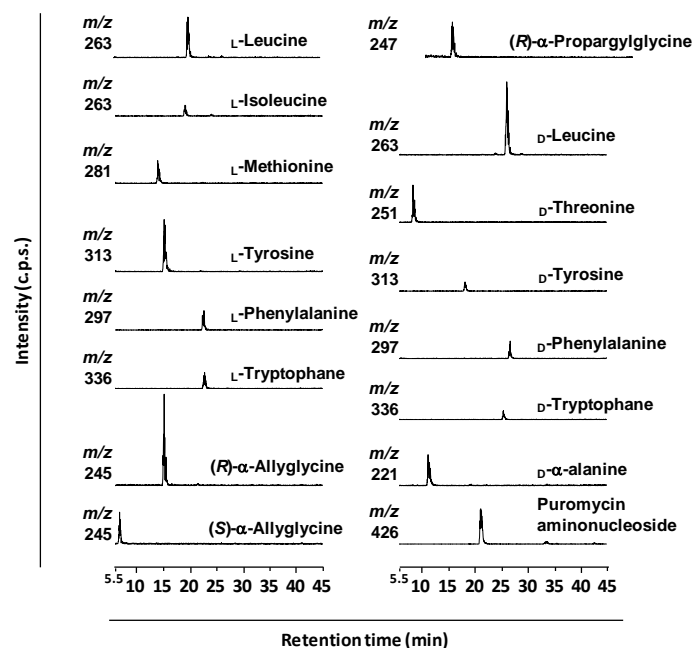 m/z
263
L-Leucine
m/z
263
L-Isoleucine
m/z
281
L-Methionine
m/z
313
L-Tyrosine
m/z
297
L-Phenylalanine
m/z
336
L-Tryptophane
m/z
245
(R)-α-Allyglycine
m/z
245
(S)-α-Allyglycine
5.5 10 15 20 25 30 35 40 45
m/z
247
(R)-α-Propargylglycine
m/z
263
D-Leucine
m/z
251
D-Threonine
m/z
313
D-Tyrosine
m/z
297
D-Phenylalanine
m/z
336
D-Tryptophane
m/z
221
D-α-alanine
m/z
426
Puromycin
aminonucleoside
5.5 10 15 20 25 30 35 40 45
Intensity (c.p.s.)
Retention time (min)